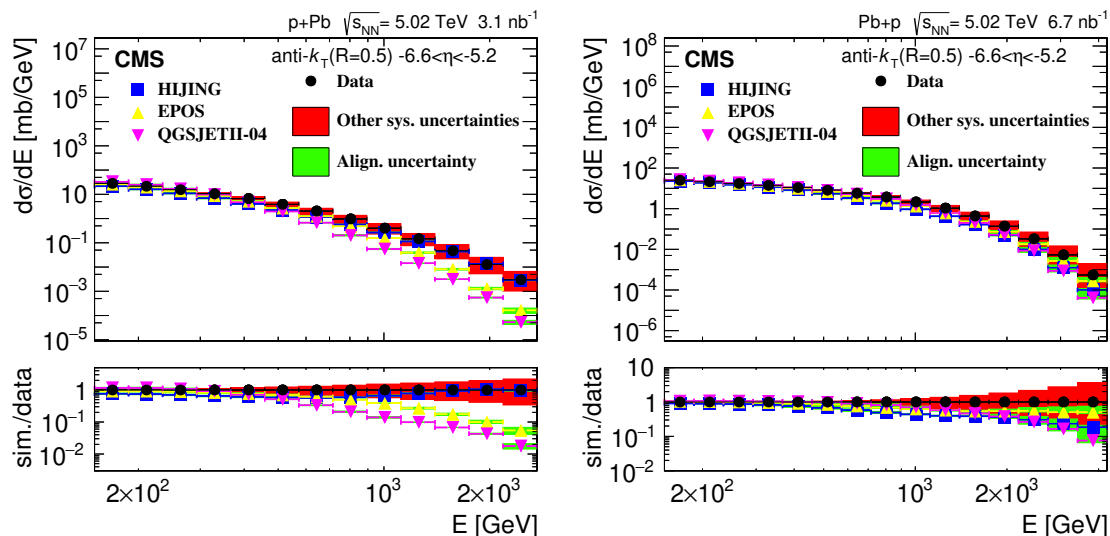 p+Pb √s_NN = 5.02 TeV 3.1 nb⁻¹
CMS
anti-k_T(R=0.5) -6.6<η<-5.2
Data
HIJING
EPOS
QGSJETII-04
Other sys. uncertainties
Align. uncertainty
dσ/dE [mb/GeV]
10⁷
10⁵
10³
10
10⁻¹
10⁻³
10⁻⁵
sim./data
1
10⁻¹
10⁻²
2×10²
10³
2×10³
E [GeV]
Pb+p √s_NN = 5.02 TeV 6.7 nb⁻¹
CMS
anti-k_T(R=0.5) -6.6<η<-5.2
Data
HIJING
EPOS
QGSJETII-04
Other sys. uncertainties
Align. uncertainty
dσ/dE [mb/GeV]
10⁸
10⁶
10⁴
10²
1
10⁻²
10⁻⁴
10⁻⁶
sim./data
10
1
10⁻¹
10⁻²
2×10²
10³
2×10³
E [GeV]